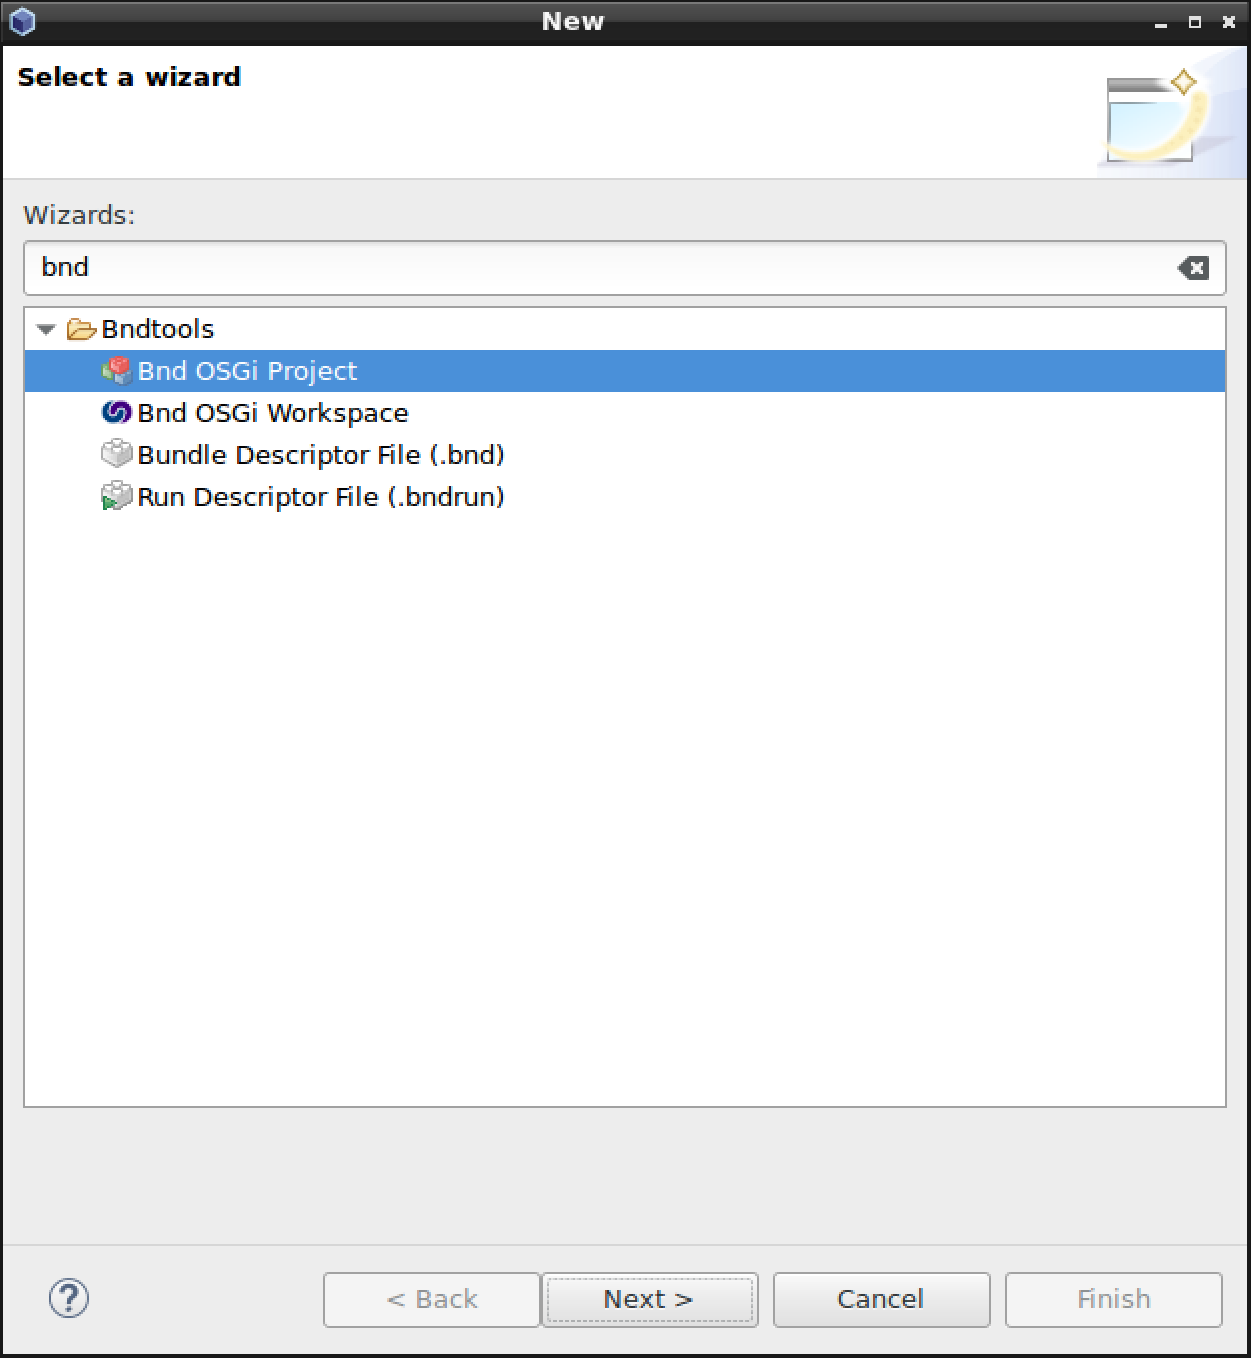 New
Select a wizard
Wizards:
bnd
Bndtools
Bnd OSGi Project
Bnd OSGi Workspace
Bundle Descriptor File (.bnd)
Run Descriptor File (.bndrun)
?
< Back
Next >
Cancel
Finish